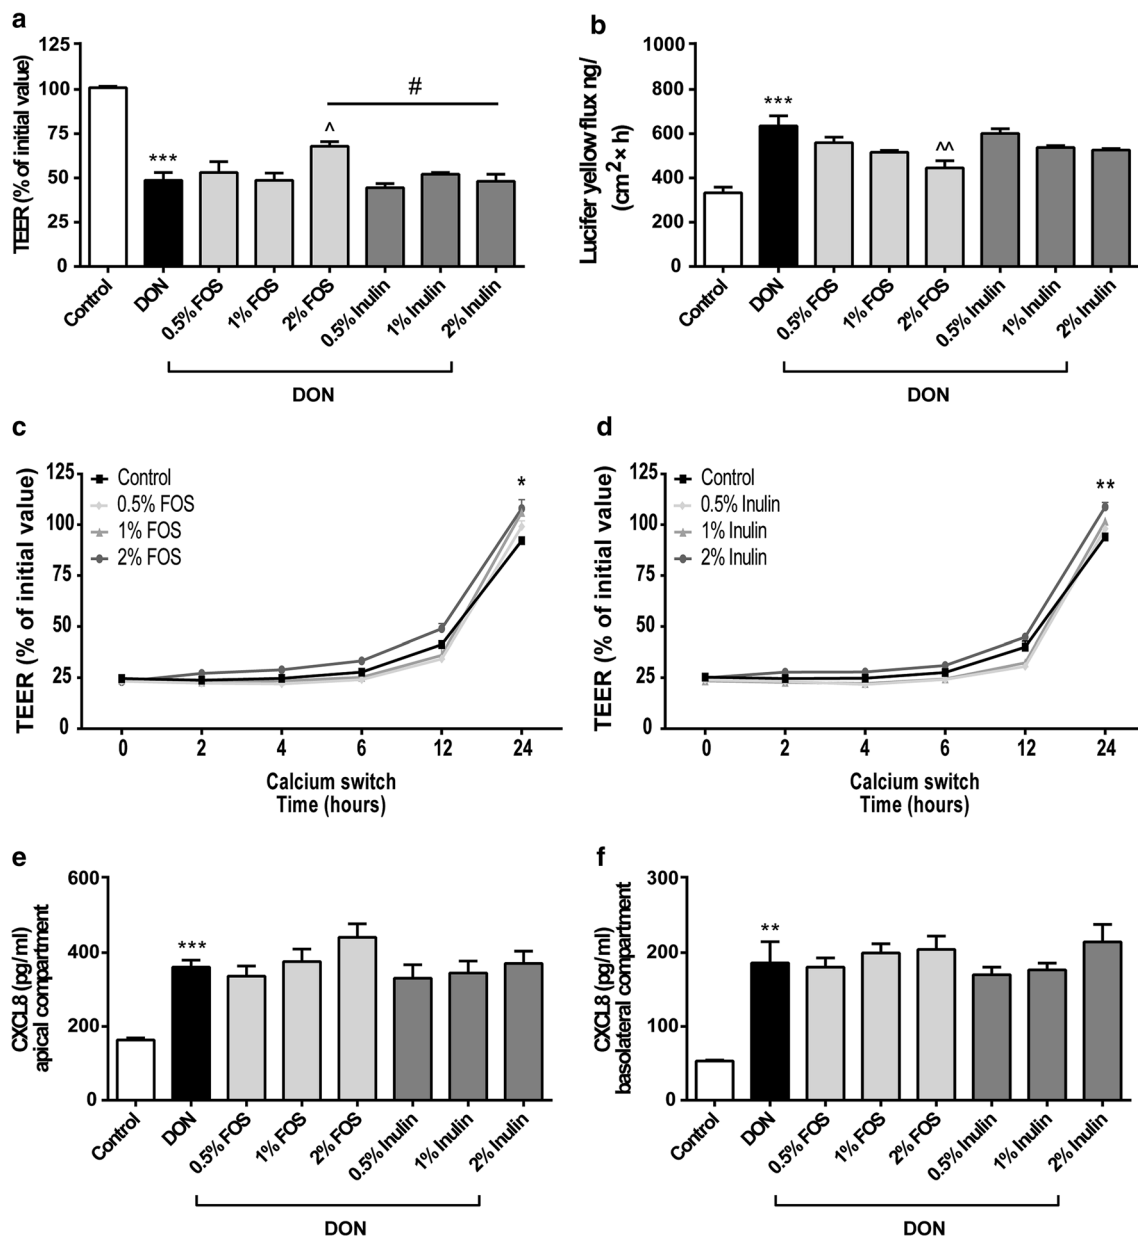 a
TEER (% of initial value)
125
100
75
50
25
0
***
^
#
Control
DON
0.5% FOS
1% FOS
2% FOS
0.5% Inulin
1% Inulin
2% Inulin
DON
b
Lucifer yellow flux ng/
(cm²× h)
1000
800
600
400
200
0
***
^^
Control
DON
0.5% FOS
1% FOS
2% FOS
0.5% Inulin
1% Inulin
2% Inulin
DON
c
TEER (% of initial value)
125
100
75
50
25
0
Control
0.5% FOS
1% FOS
2% FOS
*
0 2 4 6 12 24
Calcium switch
Time (hours)
d
TEER (% of initial value)
125
100
75
50
25
0
Control
0.5% Inulin
1% Inulin
2% Inulin
**
0 2 4 6 12 24
Calcium switch
Time (hours)
e
CXCL8 (pg/ml)
apical compartment
600
400
200
0
***
Control
DON
0.5% FOS
1% FOS
2% FOS
0.5% Inulin
1% Inulin
2% Inulin
DON
f
CXCL8 (pg/ml)
basolateral compartment
300
200
100
0
**
Control
DON
0.5% FOS
1% FOS
2% FOS
0.5% Inulin
1% Inulin
2% Inulin
DON